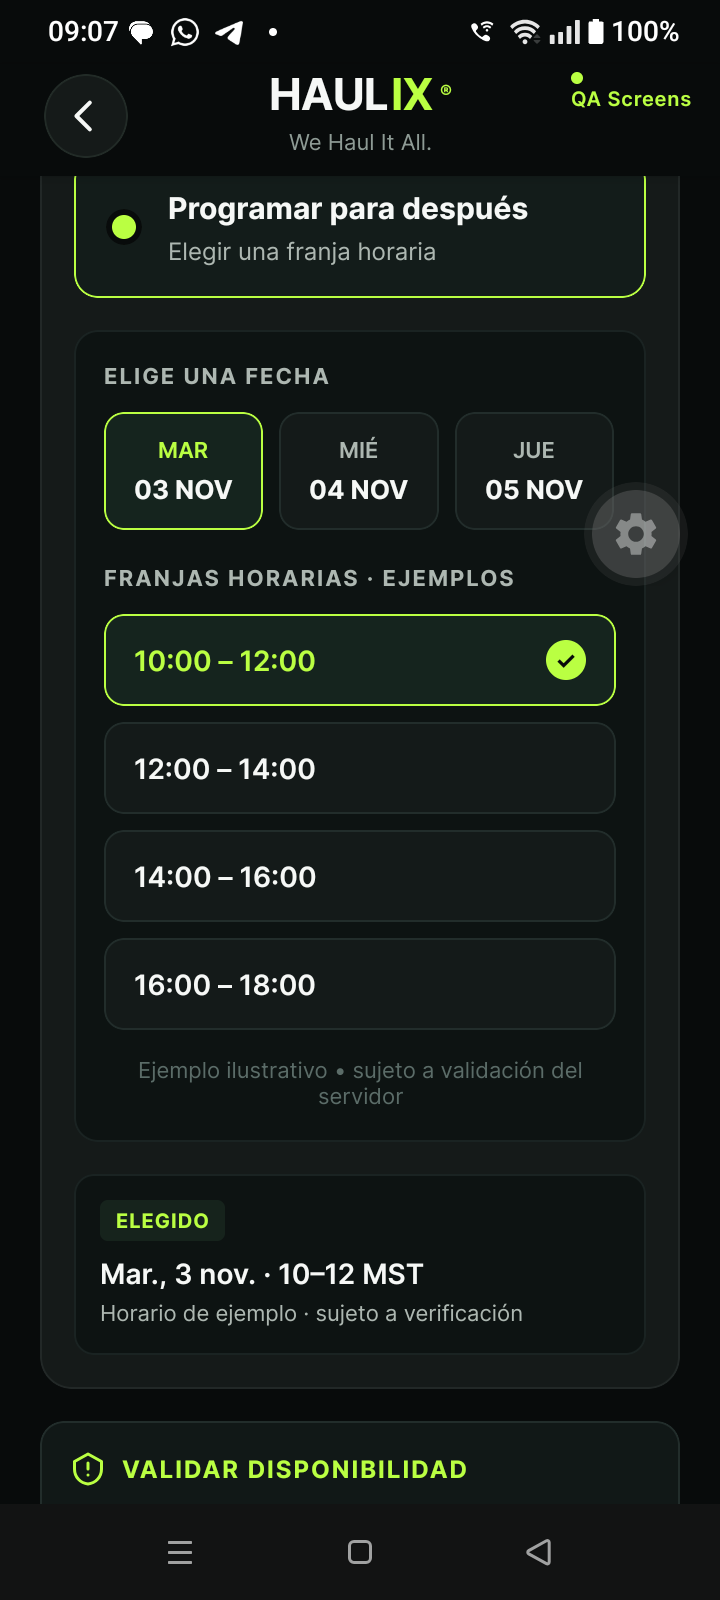 09:07
100%
HAULIX®
QA Screens
We Haul It All.
Programar para después
Elegir una franja horaria
ELIGE UNA FECHA
MAR
03 NOV
MIÉ
04 NOV
JUE
05 NOV
FRANJAS HORARIAS · EJEMPLOS
10:00 – 12:00
12:00 – 14:00
14:00 – 16:00
16:00 – 18:00
Ejemplo ilustrativo • sujeto a validación del
servidor
ELEGIDO
Mar., 3 nov. · 10–12 MST
Horario de ejemplo · sujeto a verificación
VALIDAR DISPONIBILIDAD